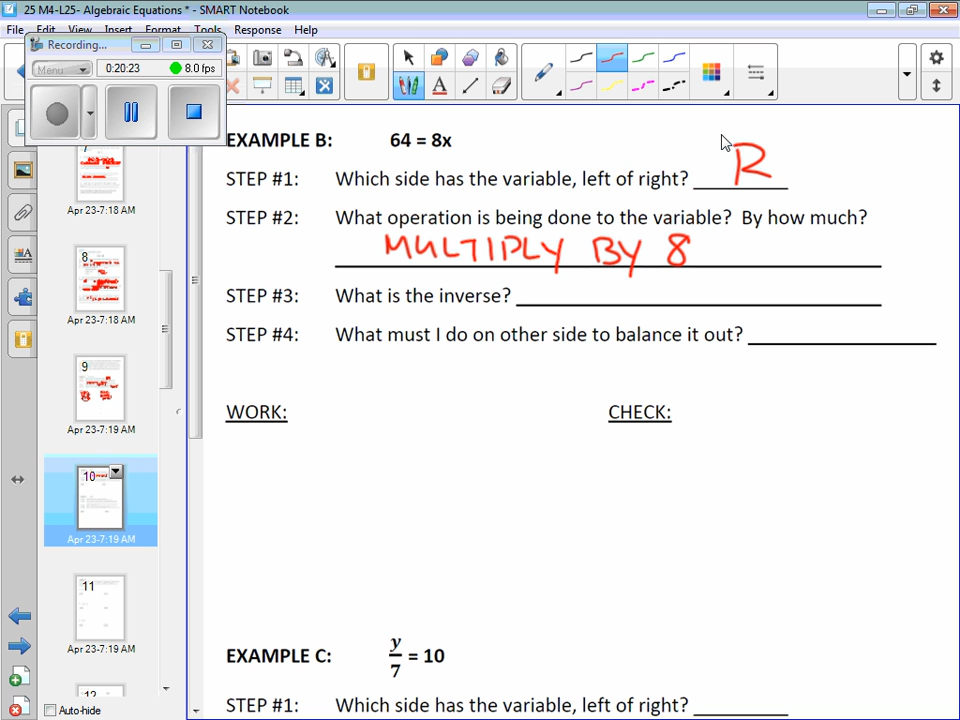 25 M4-L25- Algebraic Equations * - SMART Notebook
File Edit View Insert Format Tools Response Help
Recording...
Menu 0:20:23 8.0 fps
EXAMPLE B: 64 = 8x
STEP #1: Which side has the variable, left of right? R
STEP #2: What operation is being done to the variable? By how much?
MULTIPLY BY 8
STEP #3: What is the inverse?
STEP #4: What must I do on other side to balance it out?
WORK: CHECK:
EXAMPLE C: y/7 = 10
STEP #1: Which side has the variable, left of right?
7
Apr 23-7:18 AM
8
Apr 23-7:18 AM
9
Apr 23-7:19 AM
10
Apr 23-7:19 AM
11
Apr 23-7:19 AM
12
Auto-hide